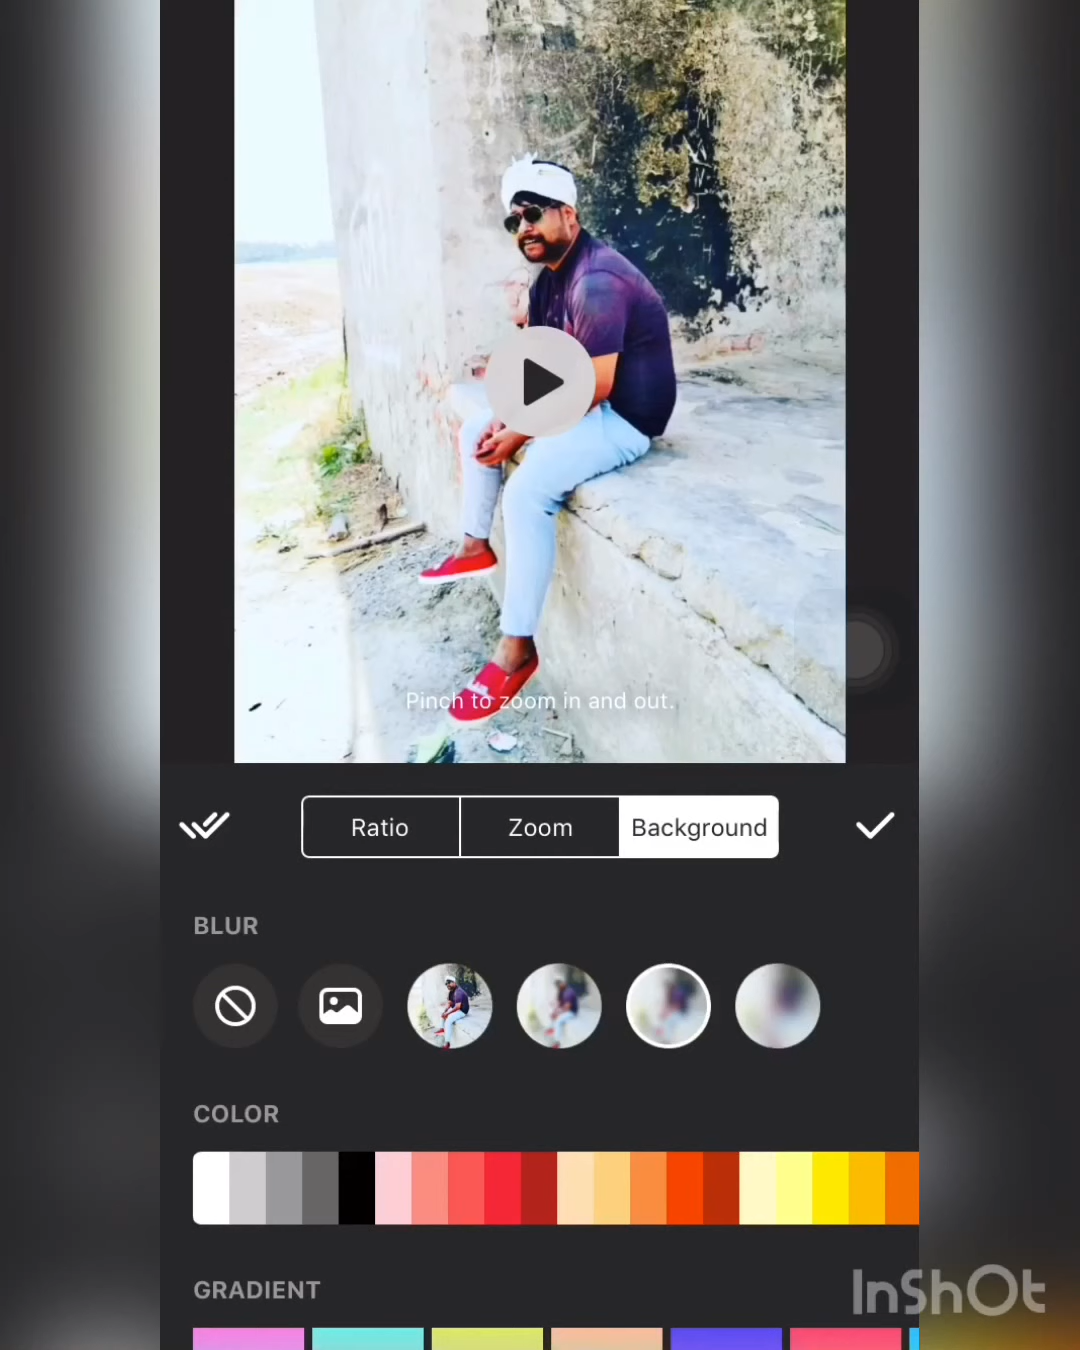 Pinch to zoom in and out.
Ratio
Zoom
Background
BLUR
COLOR
GRADIENT
InShOt